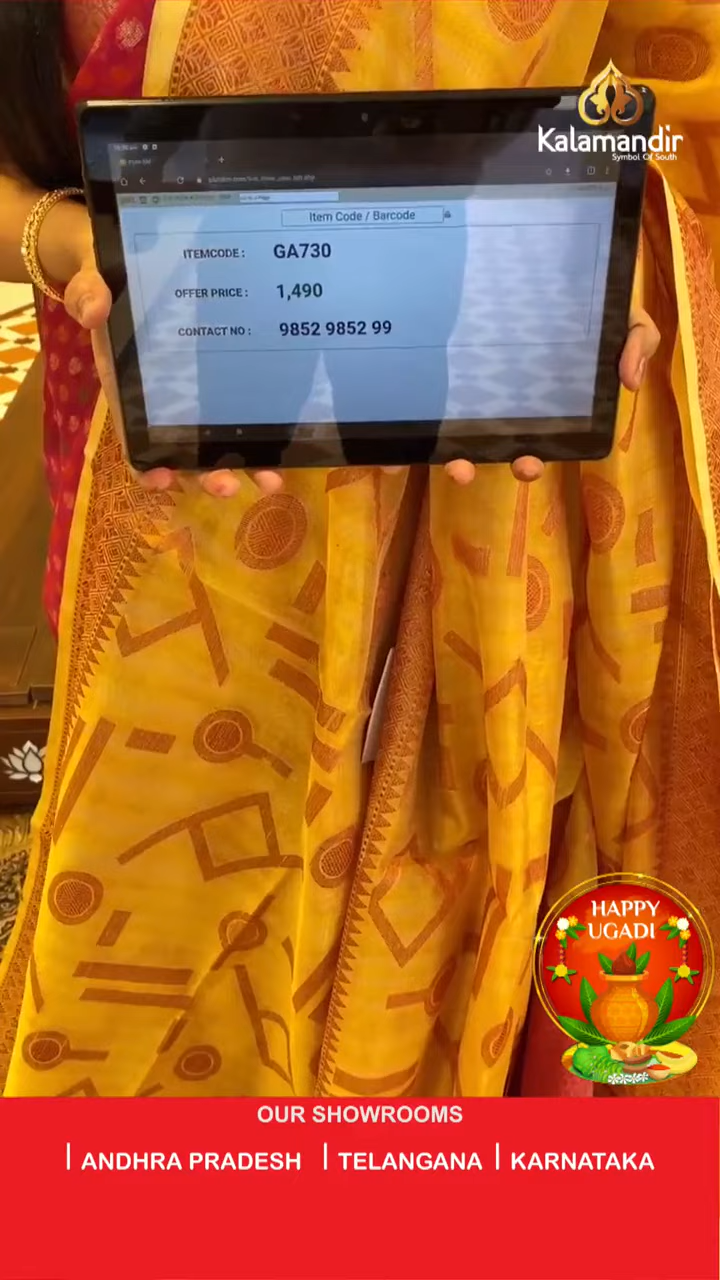 Kalamandir
Symbol Of South
Item Code / Barcode
ITEMCODE : GA730
OFFER PRICE : 1,490
CONTACT NO : 9852 9852 99
HAPPY
UGADI
OUR SHOWROOMS
| ANDHRA PRADESH | TELANGANA | KARNATAKA